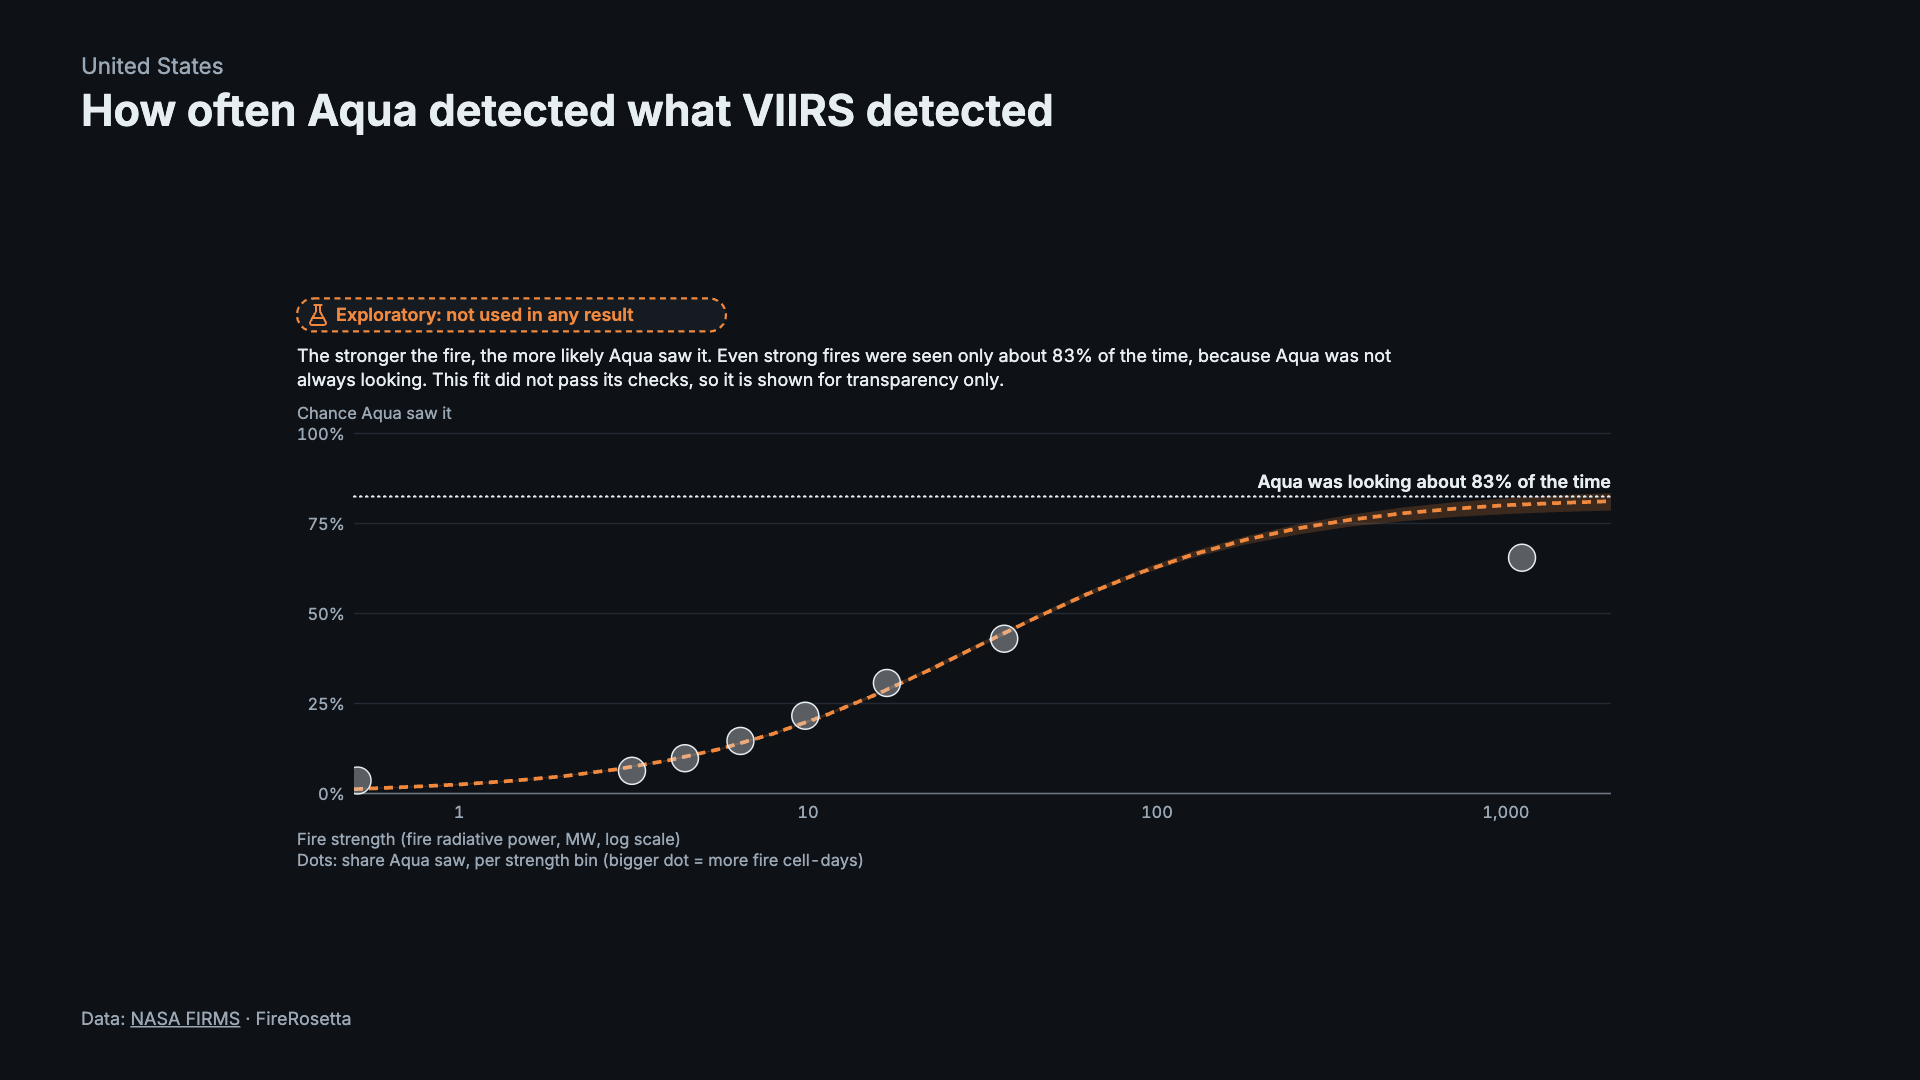 United States
How often Aqua detected what VIIRS detected
Exploratory: not used in any result
The stronger the fire, the more likely Aqua saw it. Even strong fires were seen only about 83% of the time, because Aqua was not
always looking. This fit did not pass its checks, so it is shown for transparency only.
Chance Aqua saw it
100%
Aqua was looking about 83% of the time
75%
50%
25%
0%
1 10 100 1,000
Fire strength (fire radiative power, MW, log scale)
Dots: share Aqua saw, per strength bin (bigger dot = more fire cell-days)
Data: NASA FIRMS · FireRosetta